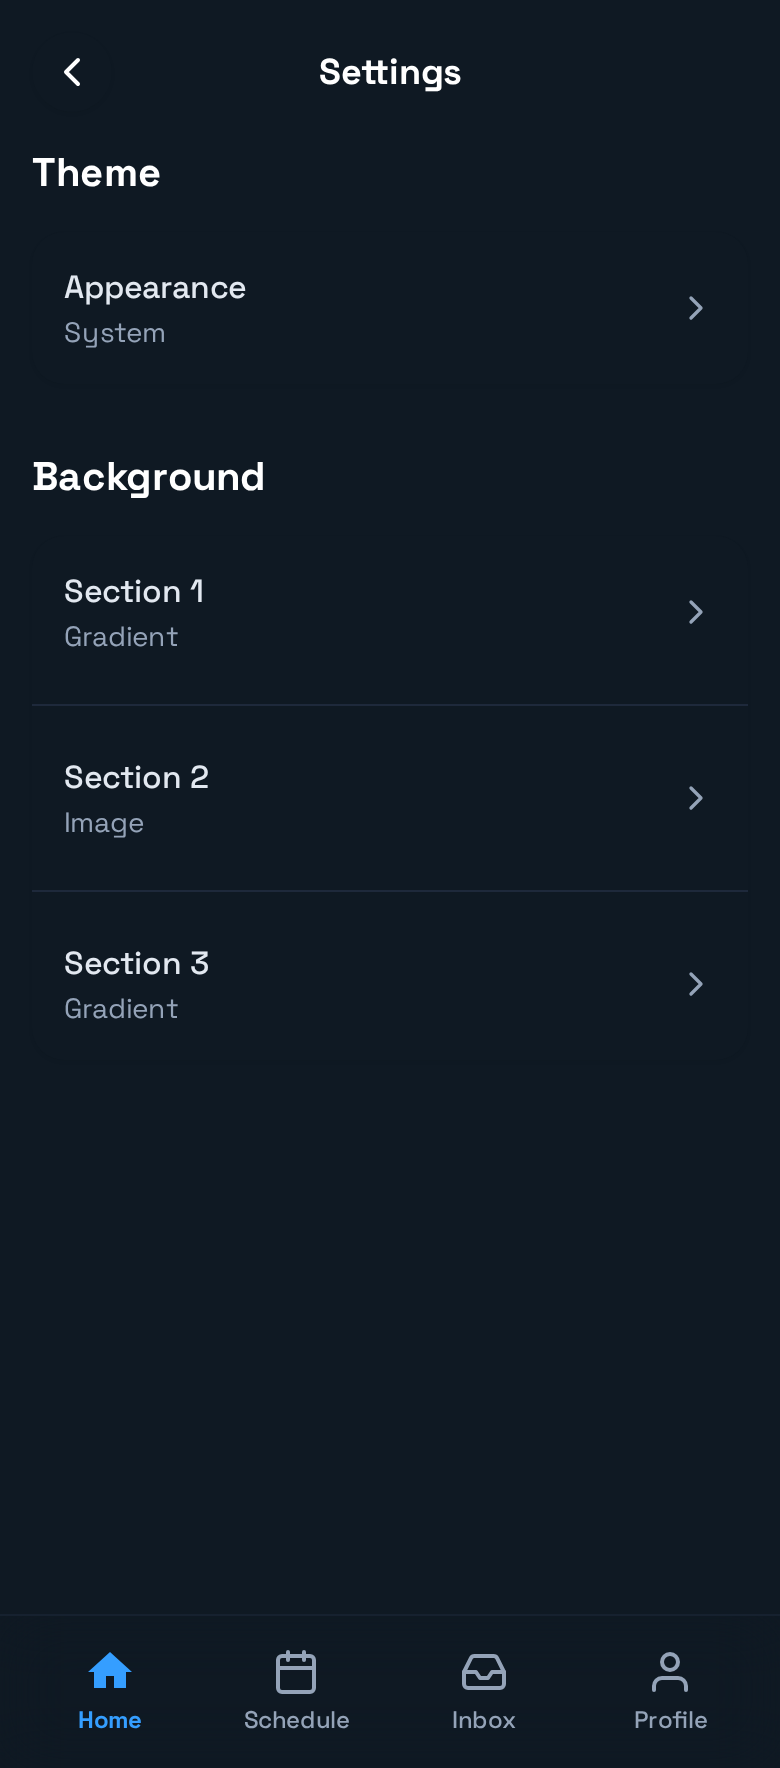 Settings
Theme
Appearance
System
Background
Section 1
Gradient
Section 2
Image
Section 3
Gradient
Home
Schedule
Inbox
Profile